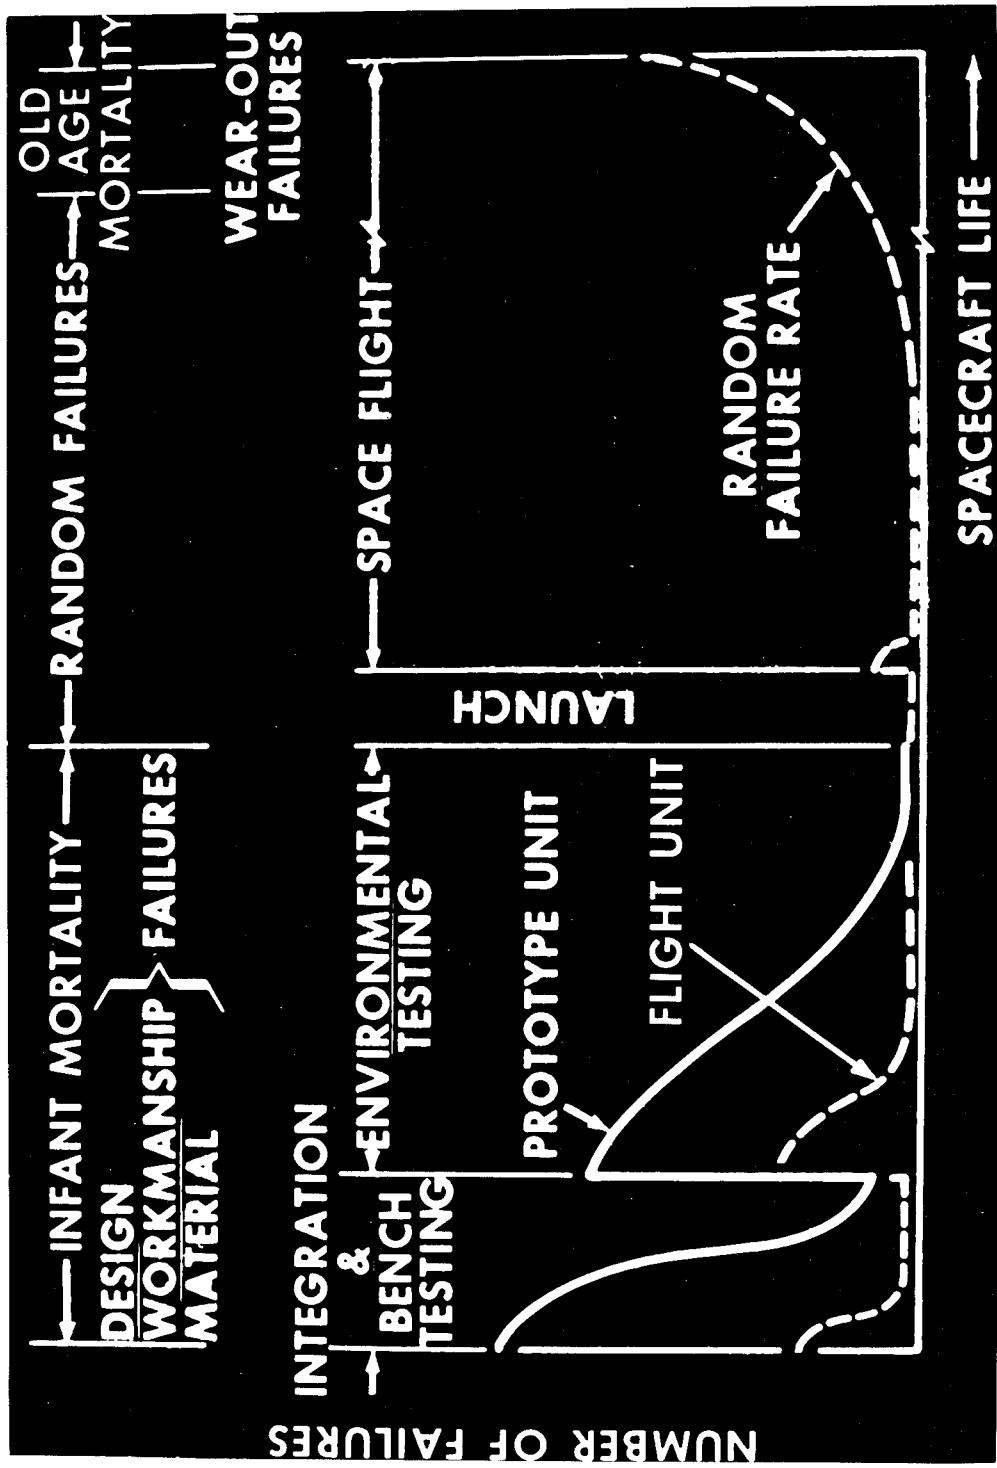 INFANT MORTALITY
RANDOM FAILURES
OLD
AGE
MORTALITY
DESIGN
WORKMANSHIP
MATERIAL
FAILURES
WEAR-OUT
FAILURES
INTEGRATION
&
BENCH
TESTING
ENVIRONMENTAL
TESTING
LAUNCH
SPACE FLIGHT
PROTOTYPE UNIT
FLIGHT UNIT
RANDOM
FAILURE RATE
NUMBER OF FAILURES
SPACECRAFT LIFE